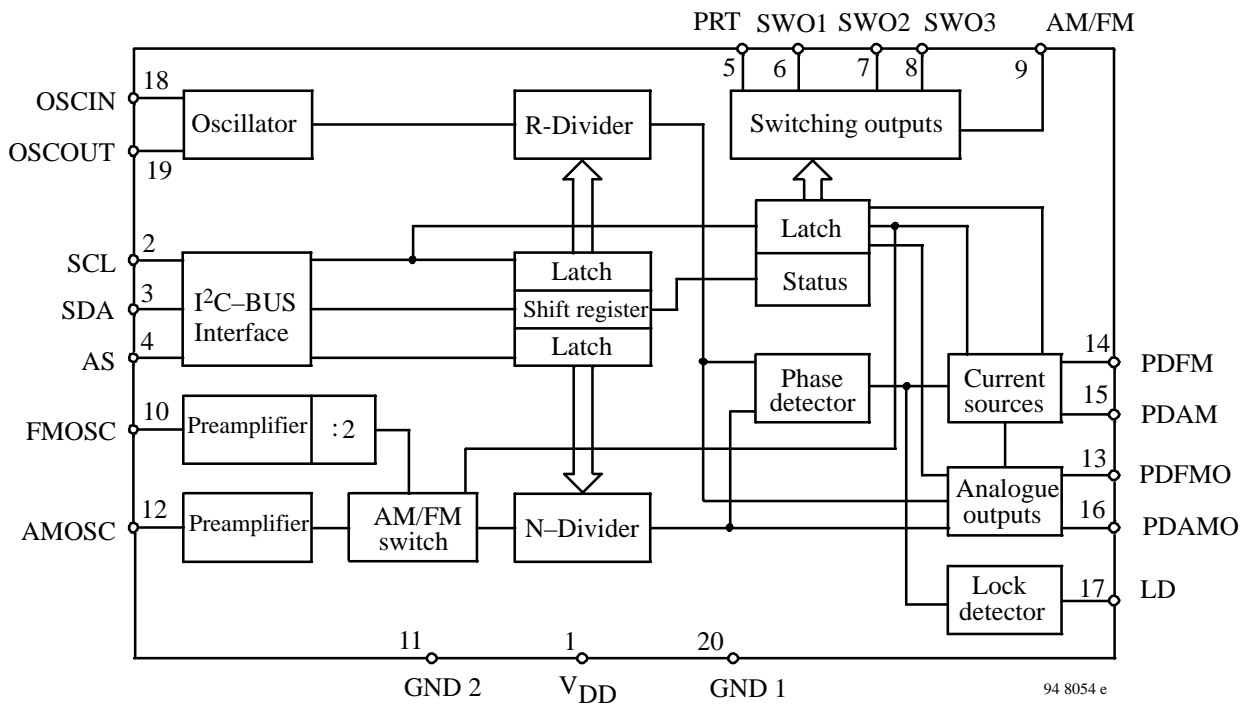 PRT SWO1 SWO2 SWO3 AM/FM
5 6 7 8 9
18
OSCIN
Oscillator
R-Divider
Switching outputs
OSCOUT
19
2
SCL
Latch
Latch
3
SDA
I²C–BUS
Interface
Shift register
Status
4
AS
Latch
14
PDFM
Phase
detector
Current
sources
15
PDAM
10
FMOSC
Preamplifier
:2
13
PDFMO
Analogue
outputs
12
AMOSC
Preamplifier
AM/FM
switch
N–Divider
16
PDAMO
Lock
detector
17
LD
11 1 20
GND 2 VDD GND 1
94 8054 e